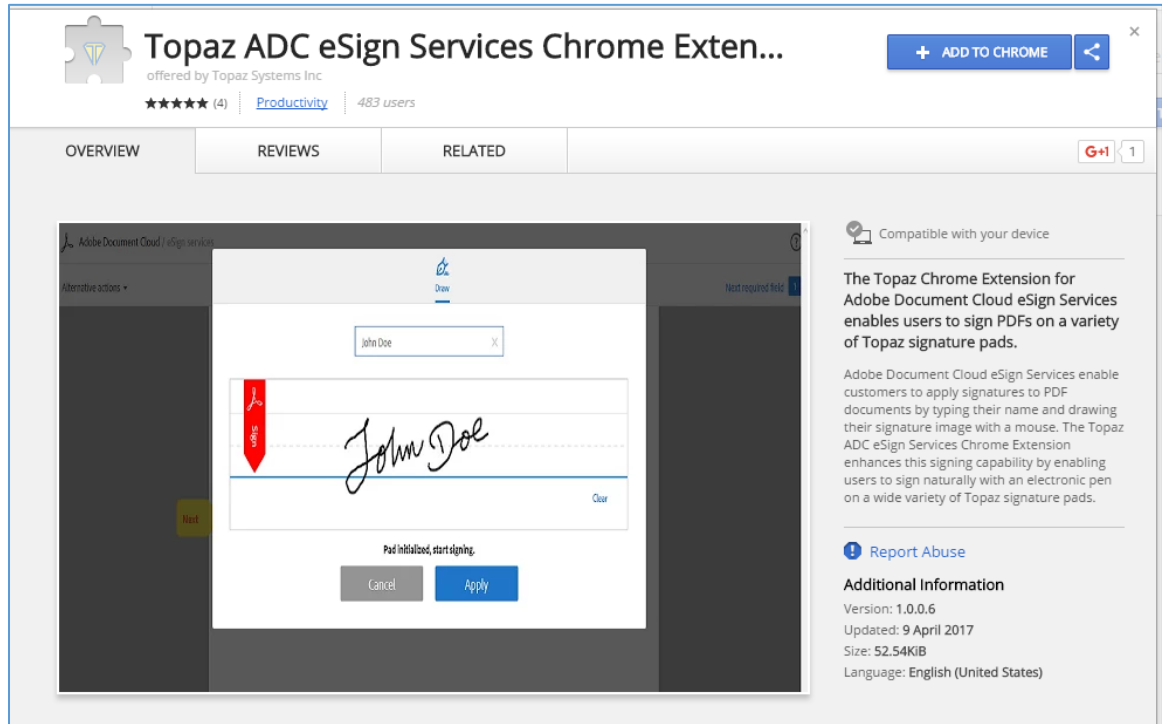 Topaz ADC eSign Services Chrome Exten...
offered by Topaz Systems Inc
+ ADD TO CHROME
★★★★★ (4) Productivity 483 users
OVERVIEW REVIEWS RELATED
G+1 1
Adobe Document Cloud / eSign services
Alternative actions
Next required field 1
Draw
John Doe X
Sign
John Doe
Clear
Next
Pad initialized, start signing.
Cancel Apply
Compatible with your device
The Topaz Chrome Extension for
Adobe Document Cloud eSign Services
enables users to sign PDFs on a variety
of Topaz signature pads.
Adobe Document Cloud eSign Services enable
customers to apply signatures to PDF
documents by typing their name and drawing
their signature image with a mouse. The Topaz
ADC eSign Services Chrome Extension
enhances this signing capability by enabling
users to sign naturally with an electronic pen
on a wide variety of Topaz signature pads.
Report Abuse
Additional Information
Version: 1.0.0.6
Updated: 9 April 2017
Size: 52.54KiB
Language: English (United States)